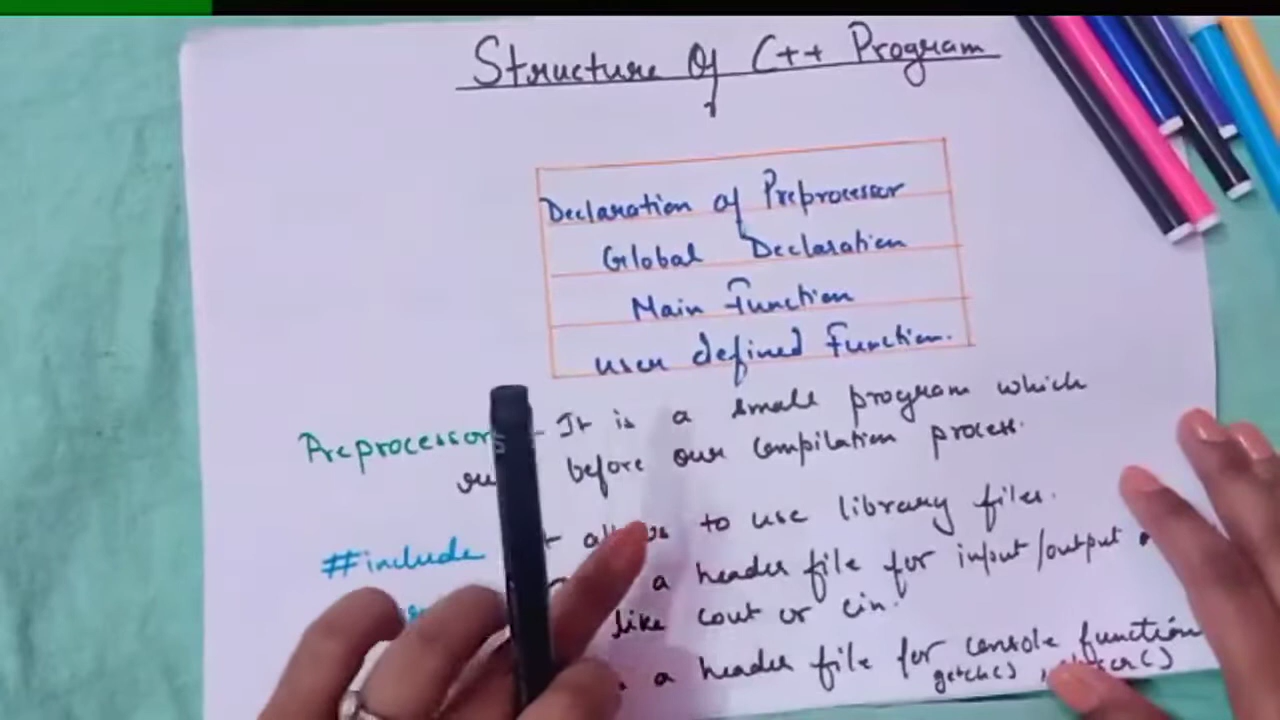 Structure Of C++ Program
Declaration of Preprocessor
Global Declaration
Main Function
user defined Function.
Preprocessors - It is a small program which
before our compilation process.
#include to use library files.
a header file for input/output
like cout or cin.
a header file for console function
getch()